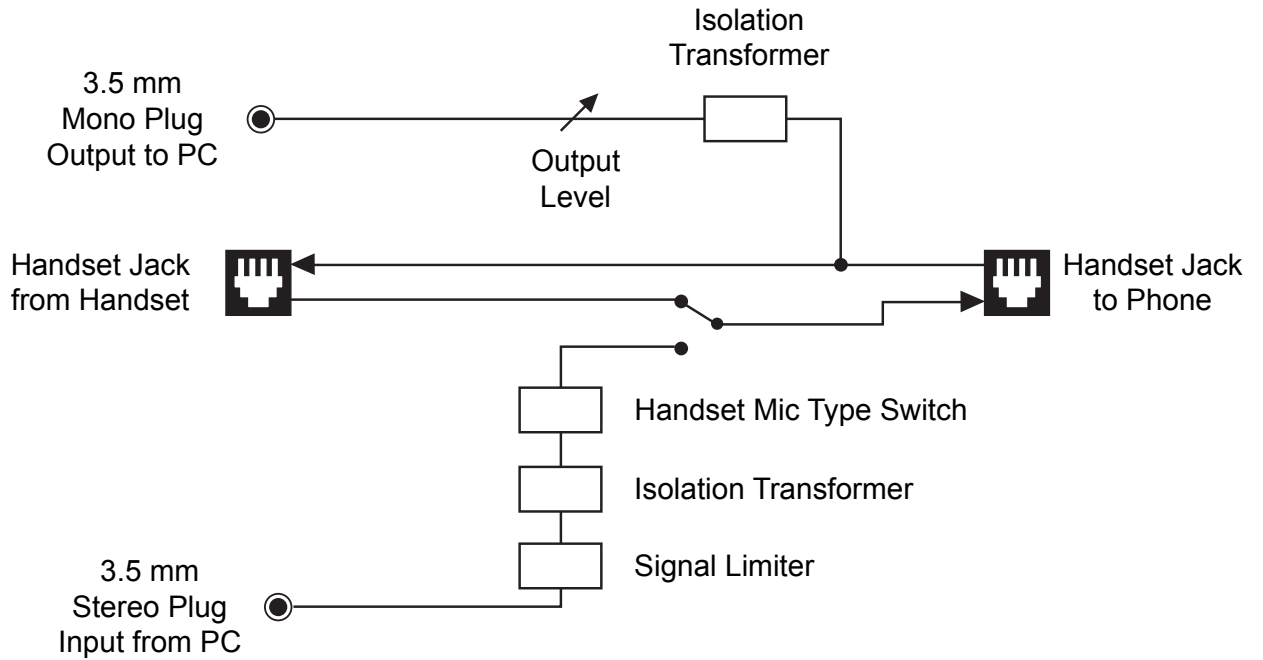 Isolation
Transformer
3.5 mm
Mono Plug
Output to PC
Output
Level
Handset Jack
from Handset
Handset Jack
to Phone
Handset Mic Type Switch
Isolation Transformer
Signal Limiter
3.5 mm
Stereo Plug
Input from PC